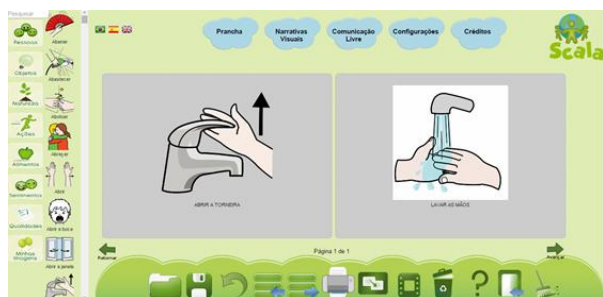 Pesquisar
Pessoas
Objetos
Natureza
Ações
Alimentos
Sentimentos
Qualidades
Minhas
Imagens
Abanar
Abastecer
Abotoar
Abraçar
Abrir
Abrir a boca
Abrir a janela
Prancha
Narrativas
Visuais
Comunicação
Livre
Configurações
Créditos
Scala
ABRIR A TORNEIRA
LAVAR AS MÃOS
Retornar
Página 1 de 1
Avançar
?